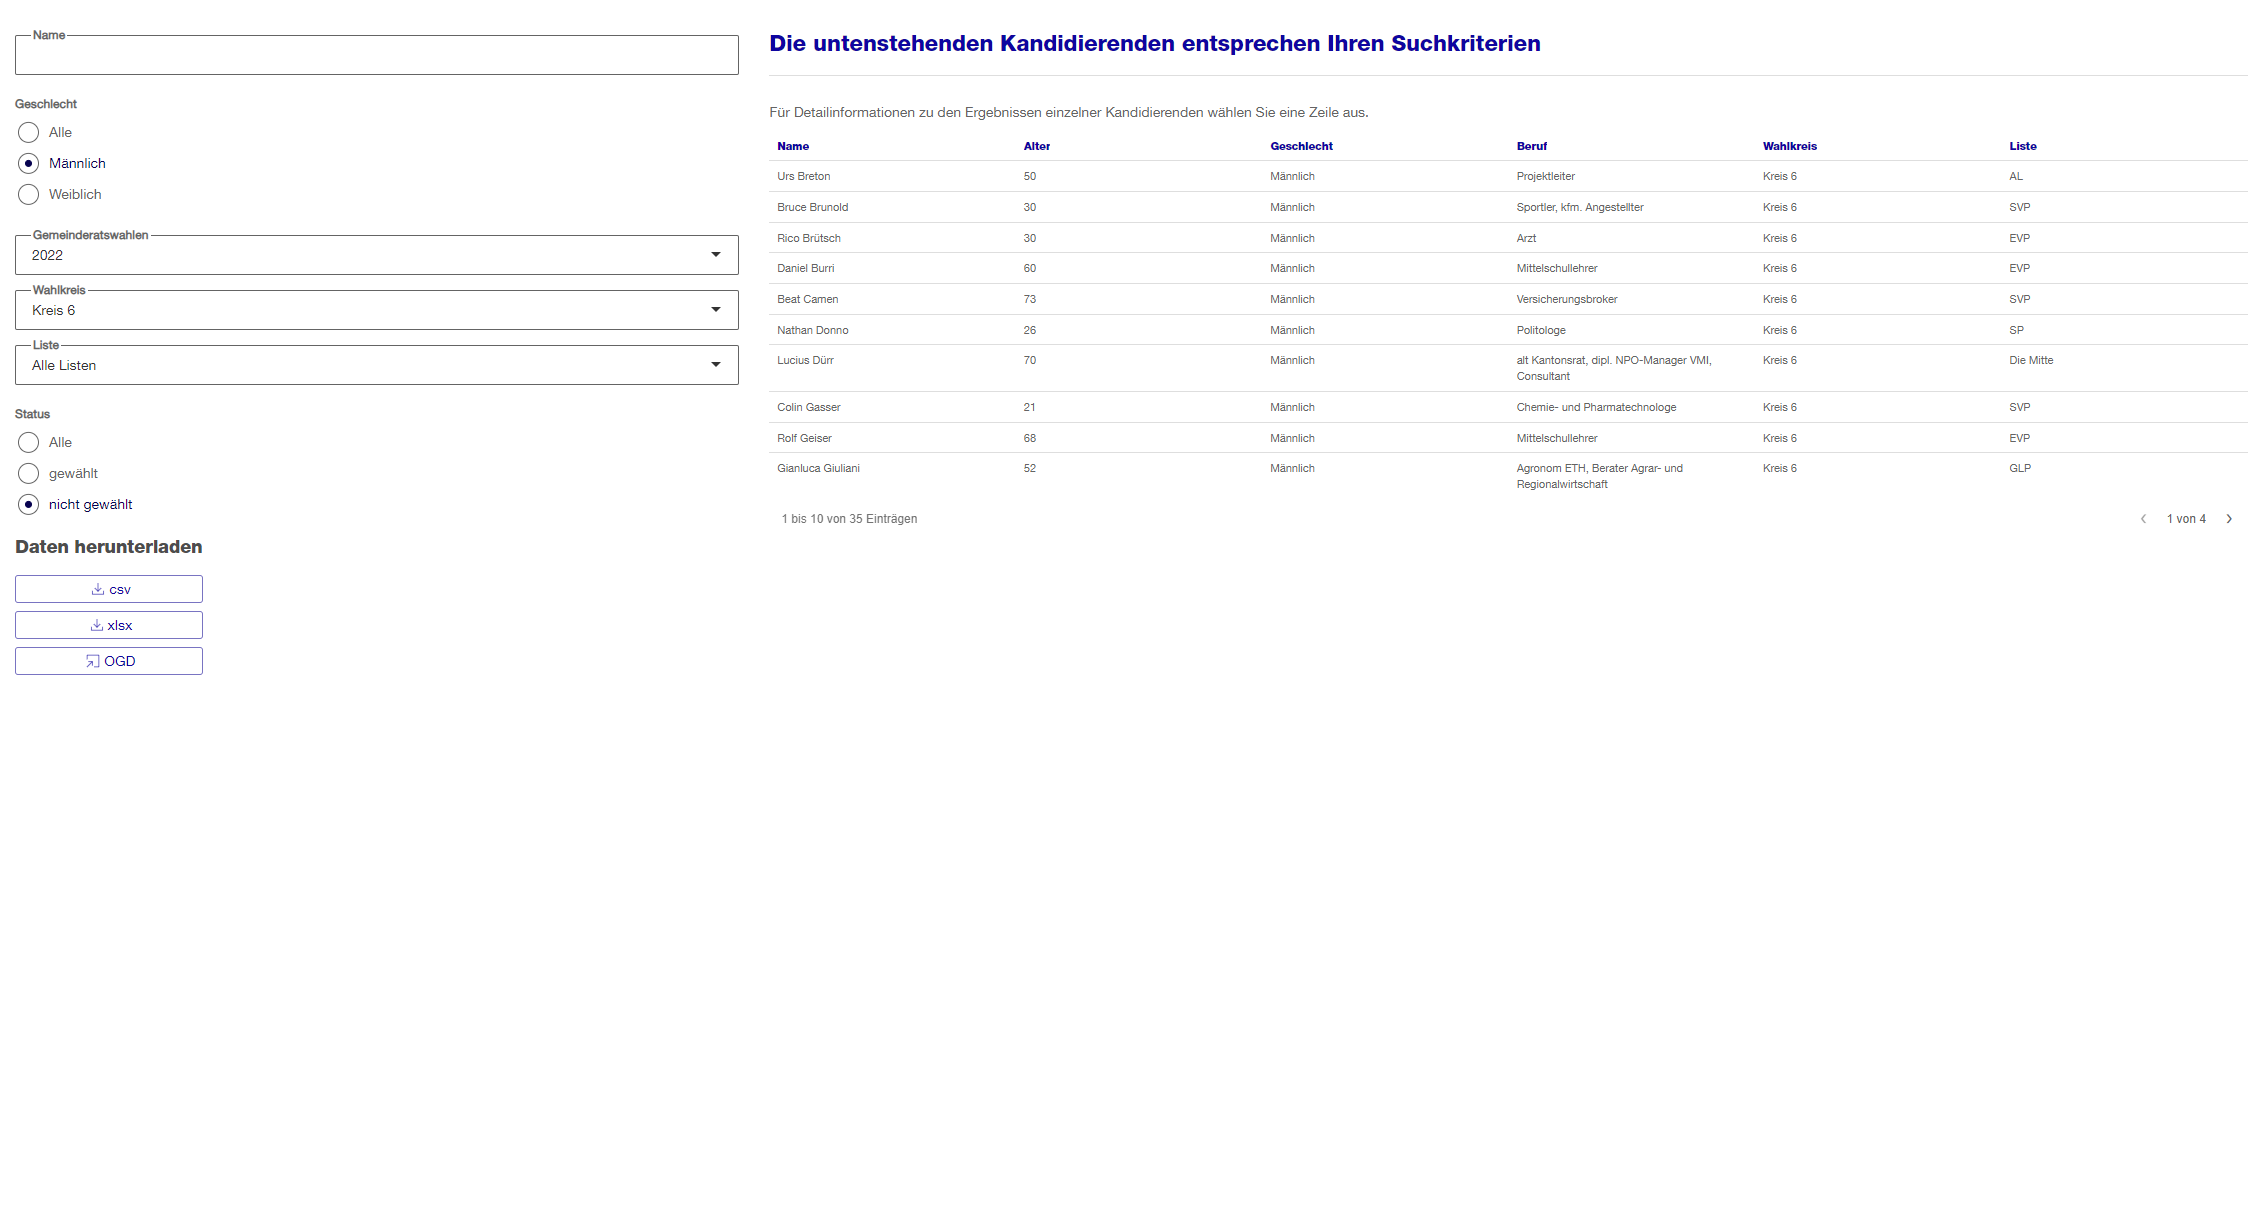 Name
Geschlecht
Alle
Männlich
Weiblich
Gemeinderatswahlen
2022
Wahlkreis
Kreis 6
Liste
Alle Listen
Status
Alle
gewählt
nicht gewählt
Daten herunterladen
csv
xlsx
OGD
Die untenstehenden Kandidierenden entsprechen Ihren Suchkriterien
Für Detailinformationen zu den Ergebnissen einzelner Kandidierenden wählen Sie eine Zeile aus.
Name Alter Geschlecht Beruf Wahlkreis Liste
Urs Breton 50 Männlich Projektleiter Kreis 6 AL
Bruce Brunold 30 Männlich Sportler, kfm. Angestellter Kreis 6 SVP
Rico Brütsch 30 Männlich Arzt Kreis 6 EVP
Daniel Burri 60 Männlich Mittelschullehrer Kreis 6 EVP
Beat Camen 73 Männlich Versicherungsbroker Kreis 6 SVP
Nathan Donno 26 Männlich Politologe Kreis 6 SP
Lucius Dürr 70 Männlich alt Kantonsrat, dipl. NPO-Manager VMI, Kreis 6 Die Mitte
Consultant
Colin Gasser 21 Männlich Chemie- und Pharmatechnologe Kreis 6 SVP
Rolf Geiser 68 Männlich Mittelschullehrer Kreis 6 EVP
Gianluca Giuliani 52 Männlich Agronom ETH, Berater Agrar- und Kreis 6 GLP
Regionalwirtschaft
1 bis 10 von 35 Einträgen 1 von 4